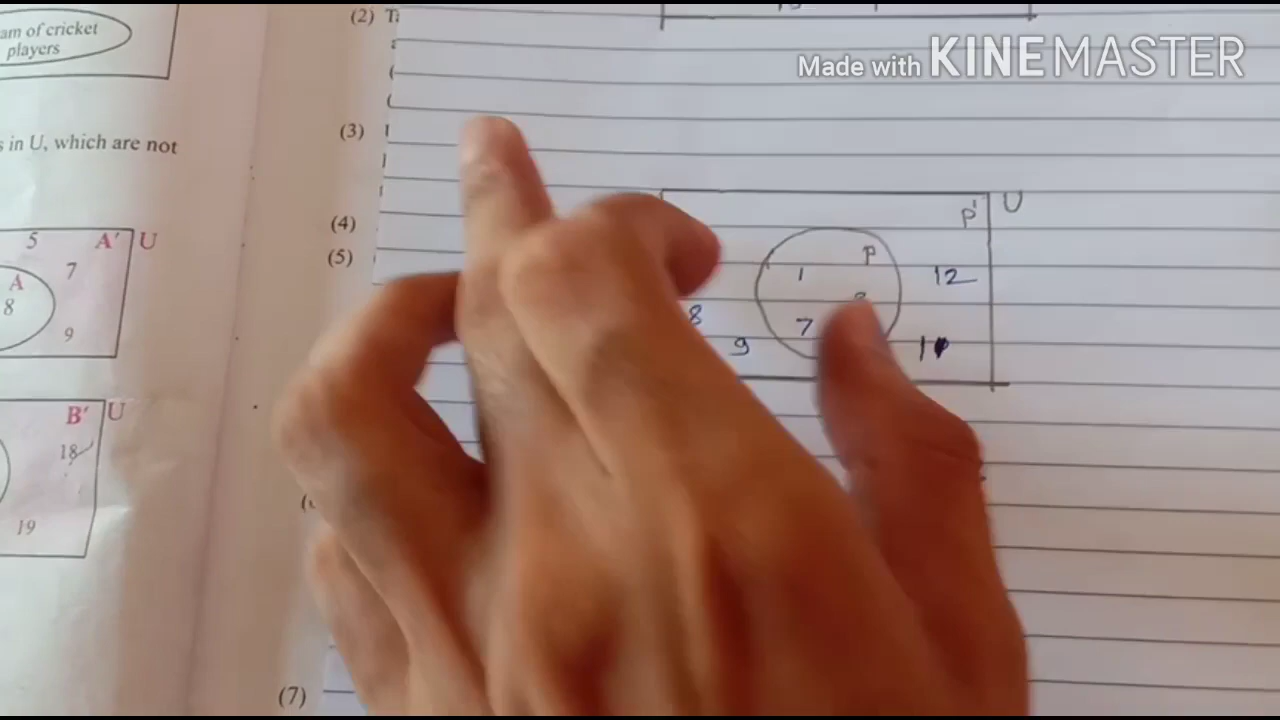 am of cricket
players
(2)
Made with KINEMASTER
(3)
s in U, which are not
(4)
(5)
5 A' U
A 7
8
9
P' U
P
1 12
8
7
9
B' U
18
19
(7)